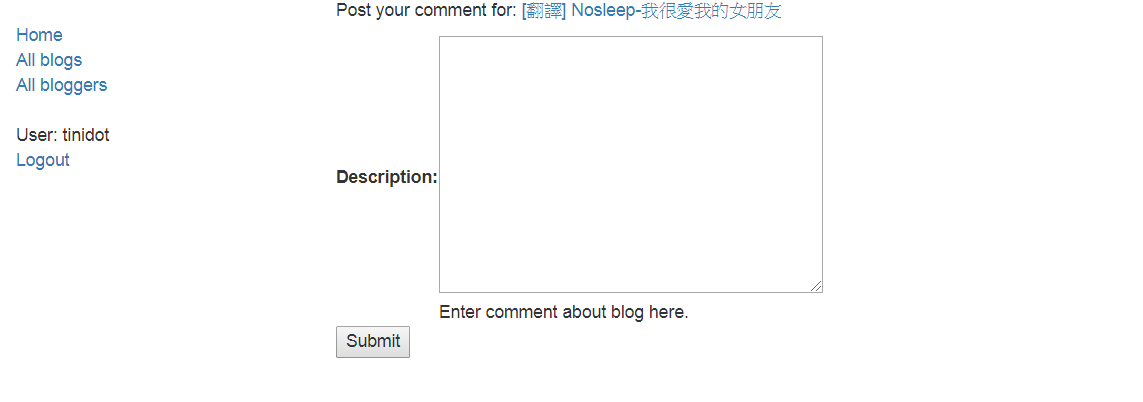 Post your comment for: [翻譯] Nosleep-我很愛我的女朋友
Home
All blogs
All bloggers
User: tinidot
Logout
Description:
Enter comment about blog here.
Submit